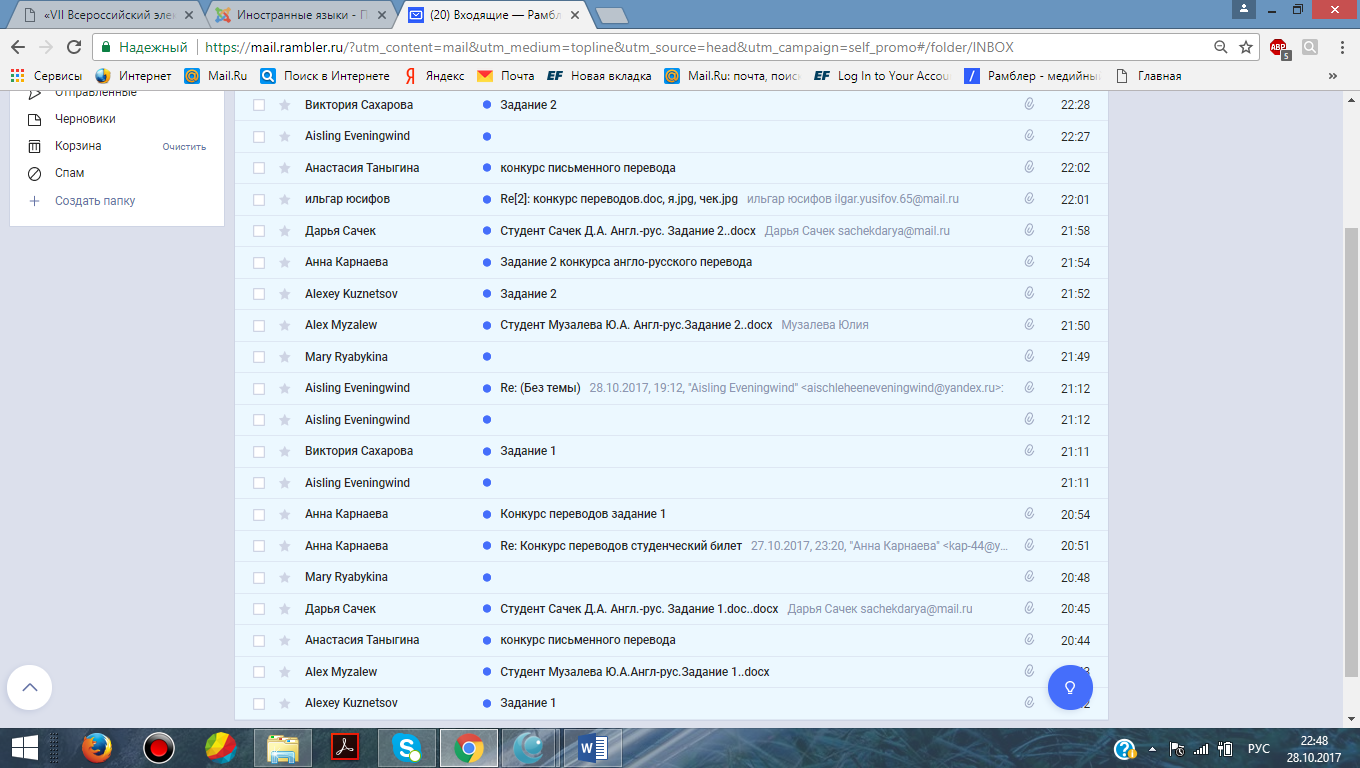 «VII Всероссийский элек
Иностранные языки - П
(20) Входящие — Рамбл
Надежный
https://mail.rambler.ru/?utm_content=mail&utm_medium=topline&utm_source=head&utm_campaign=self_promo#/folder/INBOX
ABP
5
Сервисы Интернет Mail.Ru Поиск в Интернете Яндекс Почта EF Новая вкладка Mail.Ru: почта, поиск EF Log In to Your Accou Рамблер - медийны Главная »
Отправленные
Черновики
Корзина Очистить
Спам
+ Создать папку
Виктория Сахарова Задание 2 22:28
Aisling Eveningwind 22:27
Анастасия Таныгина конкурс письменного перевода 22:02
ильгар юсифов Re[2]: конкурс переводов.doc, я.jpg, чек.jpg ильгар юсифов ilgar.yusifov.65@mail.ru 22:01
Дарья Сачек Студент Сачек Д.А. Англ.-рус. Задание 2..docx Дарья Сачек sachekdarya@mail.ru 21:58
Анна Карнаева Задание 2 конкурса англо-русского перевода 21:54
Alexey Kuznetsov Задание 2 21:52
Alex Myzalew Студент Музалева Ю.А. Англ-рус.Задание 2..docx Музалева Юлия 21:50
Mary Ryabykina 21:49
Aisling Eveningwind Re: (Без темы) 28.10.2017, 19:12, "Aisling Eveningwind" <aischleheeneveningwind@yandex.ru>: 21:12
Aisling Eveningwind 21:12
Виктория Сахарова Задание 1 21:11
Aisling Eveningwind 21:11
Анна Карнаева Конкурс переводов задание 1 20:54
Анна Карнаева Re: Конкурс переводов студенческий билет 27.10.2017, 23:20, "Анна Карнаева" <kap-44@y... 20:51
Mary Ryabykina 20:48
Дарья Сачек Студент Сачек Д.А. Англ.-рус. Задание 1.doc..docx Дарья Сачек sachekdarya@mail.ru 20:45
Анастасия Таныгина конкурс письменного перевода 20:44
Alex Myzalew Студент Музалева Ю.А.Англ-рус.Задание 1..docx
Alexey Kuznetsov Задание 1
РУС
22:48
28.10.2017